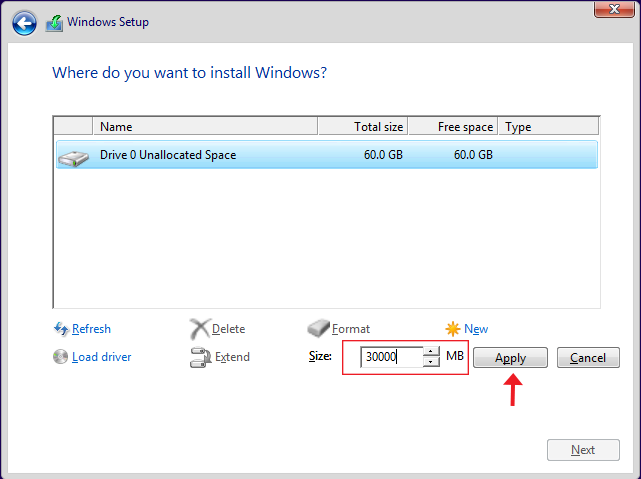 Windows Setup
Where do you want to install Windows?
Name Total size Free space Type
Drive 0 Unallocated Space 60.0 GB 60.0 GB
Refresh Delete Format New
Load driver Extend Size: 30000 MB Apply Cancel
Next